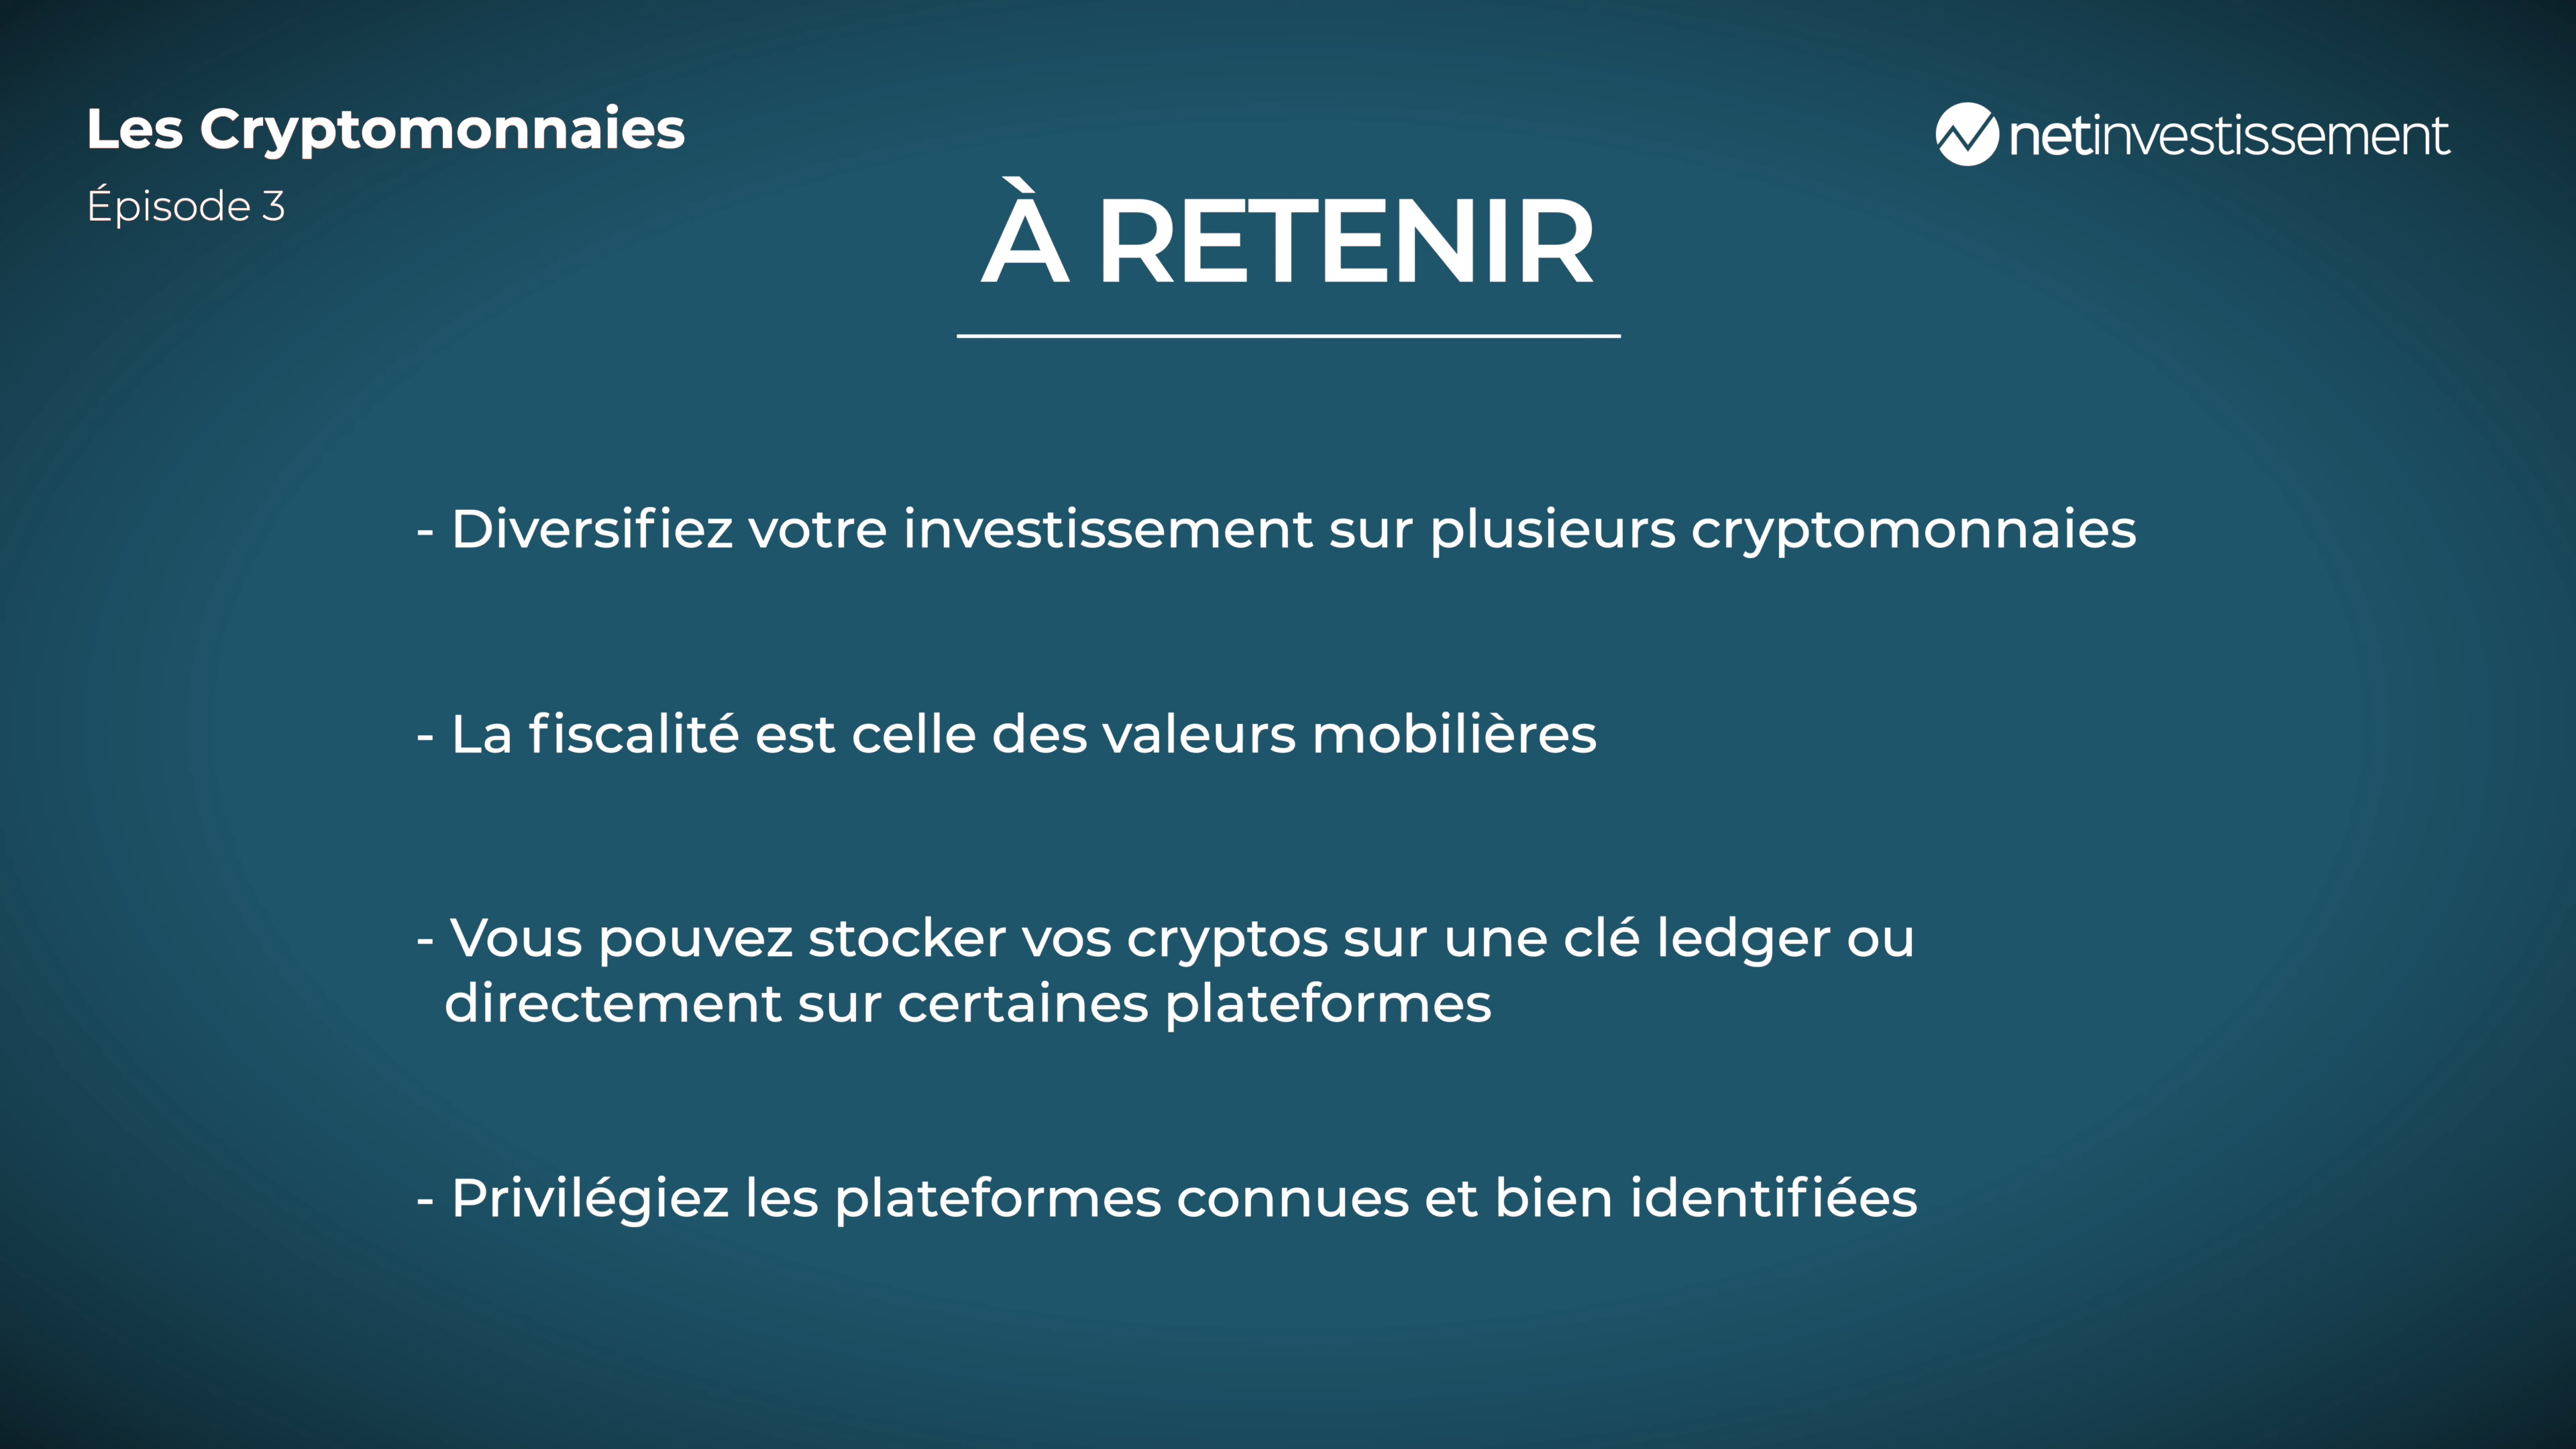 Les Cryptomonnaies
Épisode 3
netinvestissement
À RETENIR
- Diversifiez votre investissement sur plusieurs cryptomonnaies
- La fiscalité est celle des valeurs mobilières
- Vous pouvez stocker vos cryptos sur une clé ledger ou
directement sur certaines plateformes
- Privilégiez les plateformes connues et bien identifiées